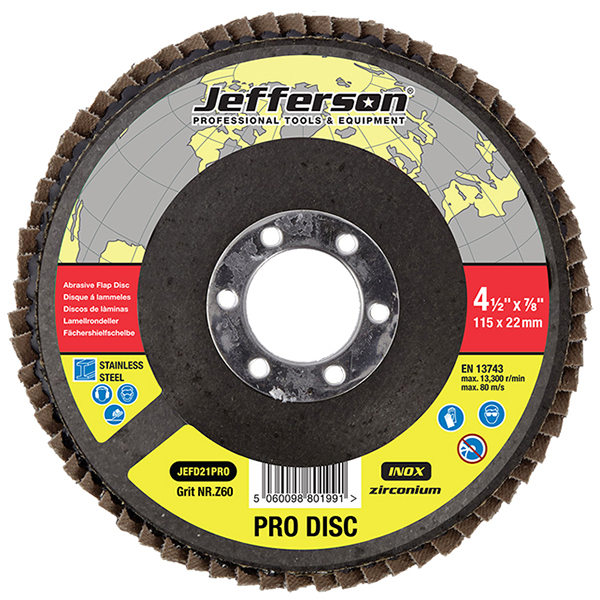 Jefferson®
PROFESSIONAL TOOLS & EQUIPMENT
Abrasive Flap Disc
Disque á lammeles
Discos de làminas
Lamellrondeller
Fächershielfscheibe
4½" x ⅞"
115 x 22mm
STAINLESS
STEEL
EN 13743
max. 13,300 r/min
max. 80 m/s
JEFD21PRO
Grit NR.Z60
5 060098 801991 >
INOX
zirconium
PRO DISC